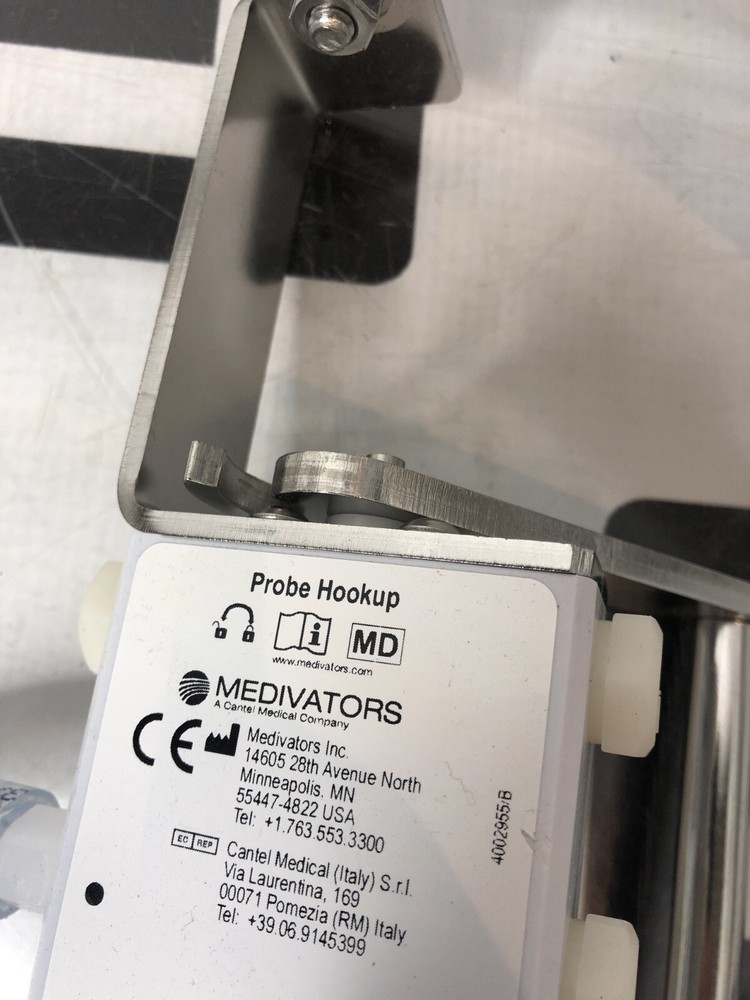 Probe Hookup
i
MD
www.medivators.com
MEDIVATORS
A Cantel Medical Company
CE
Medivators Inc.
14605 28th Avenue North
Minneapolis, MN
55447-4822 USA
Tel: +1.763.553.3300
EC REP
Cantel Medical (Italy) S.r.l.
Via Laurentina, 169
00071 Pomezia (RM) Italy
Tel: +39.06.9145399
4002955/B